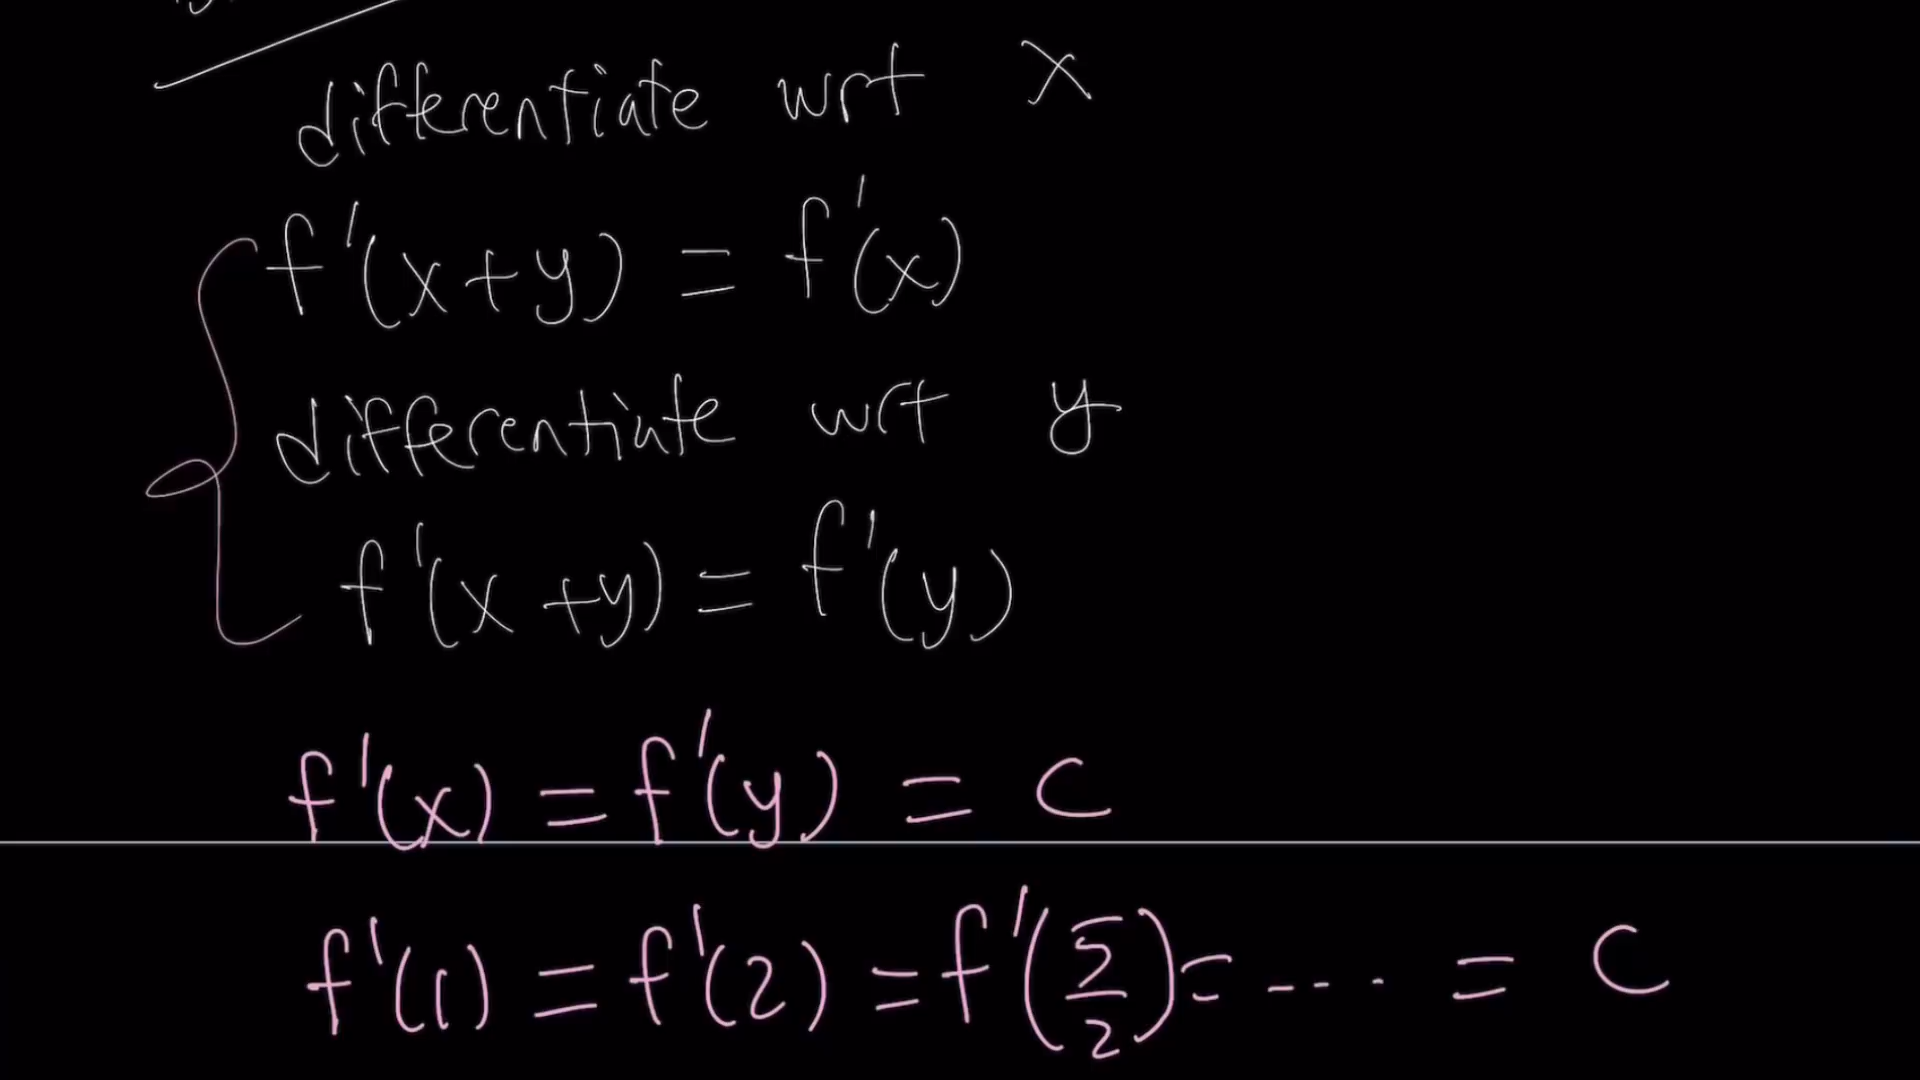 differentiate wrt x
f'(x+y) = f'(x)
differentiate wrt y
f'(x+y) = f'(y)
f'(x) = f'(y) = c
f'(1) = f'(2) = f'(5/2) = ---- = c